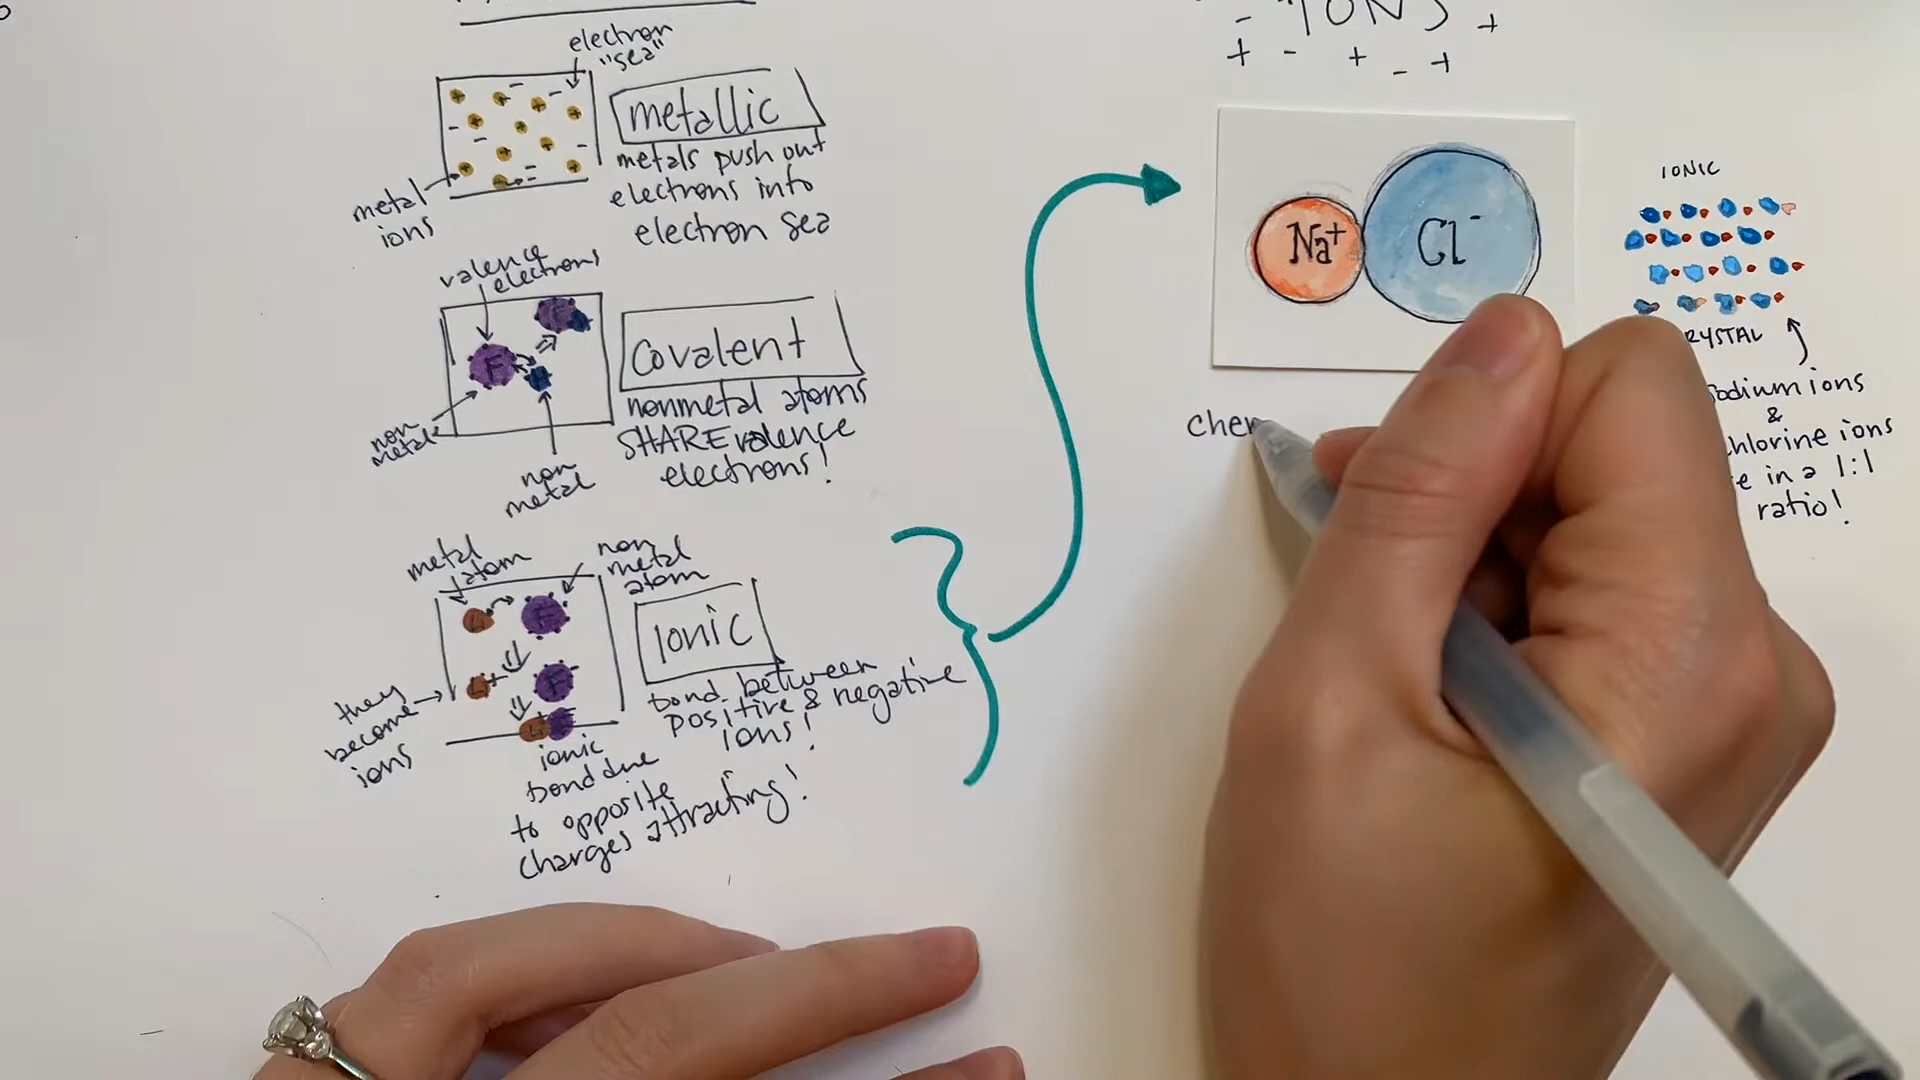 electron
"sea"
metallic
metals push out
electrons into
electron sea
metal
ions
valence
electrons
F
covalent
nonmetal atoms
SHARE valence
electrons!
non
metal
non
metal
metal
atom
non
metal
atom
F
F
Ionic
bond between
positive & negative
ions!
they
become
ions
ionic
bond due
to opposite
charges attracting!
- IONS +
+ - + - +
Na+
Cl-
chem
IONIC
RYSTAL
sodium ions
&
chlorine ions
e in a 1:1
ratio!